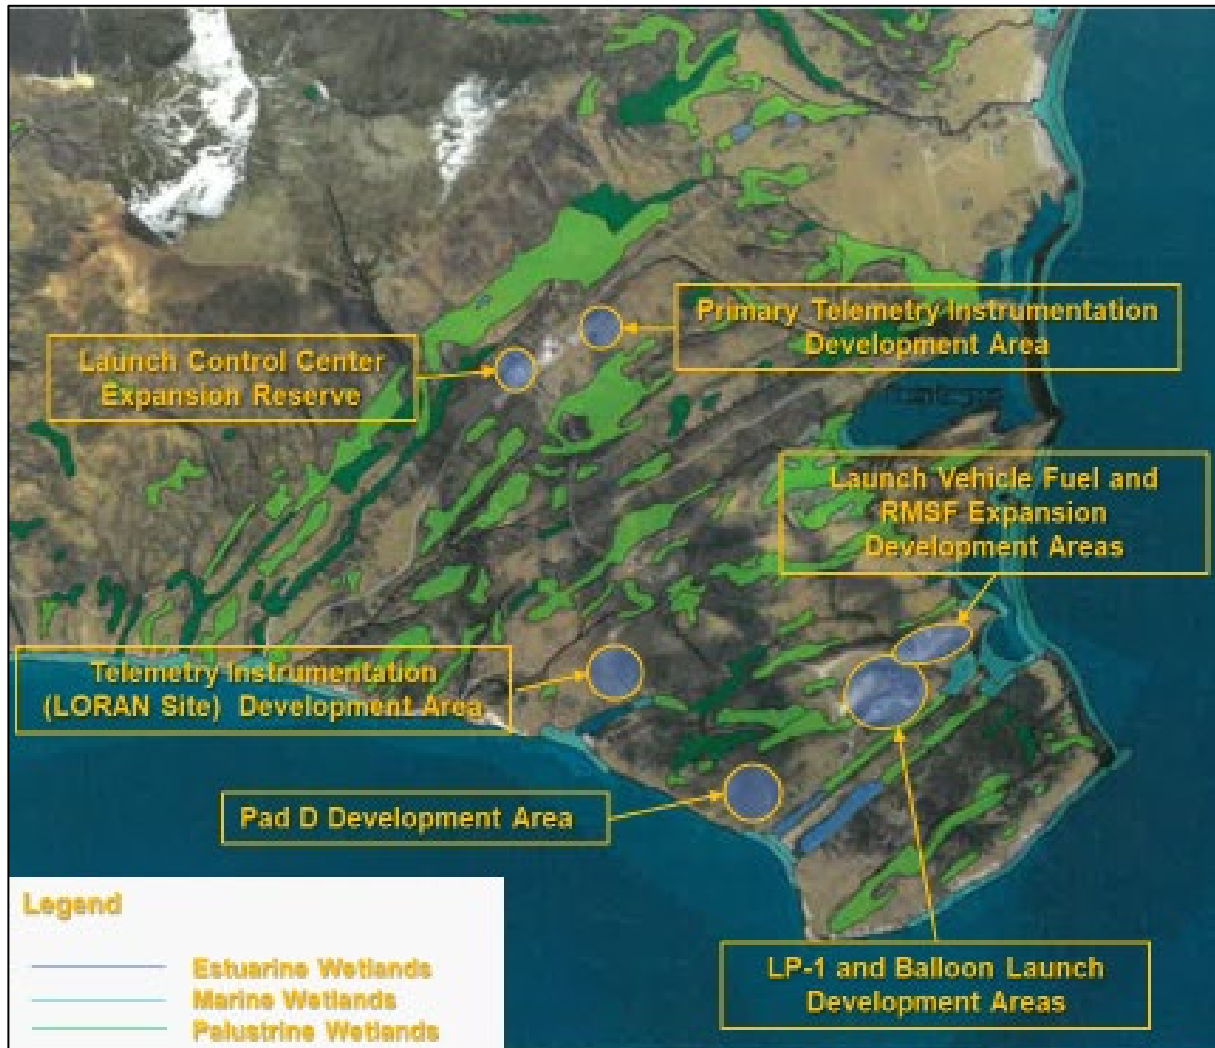 Primary Telemetry Instrumentation
Development Area
Launch Control Center
Expansion Reserve
Launch Vehicle Fuel and
RMSF Expansion
Development Areas
Telemetry Instrumentation
(LORAN Site) Development Area
Pad D Development Area
LP-1 and Balloon Launch
Development Areas
Legend
Estuarine Wetlands
Marine Wetlands
Palustrine Wetlands